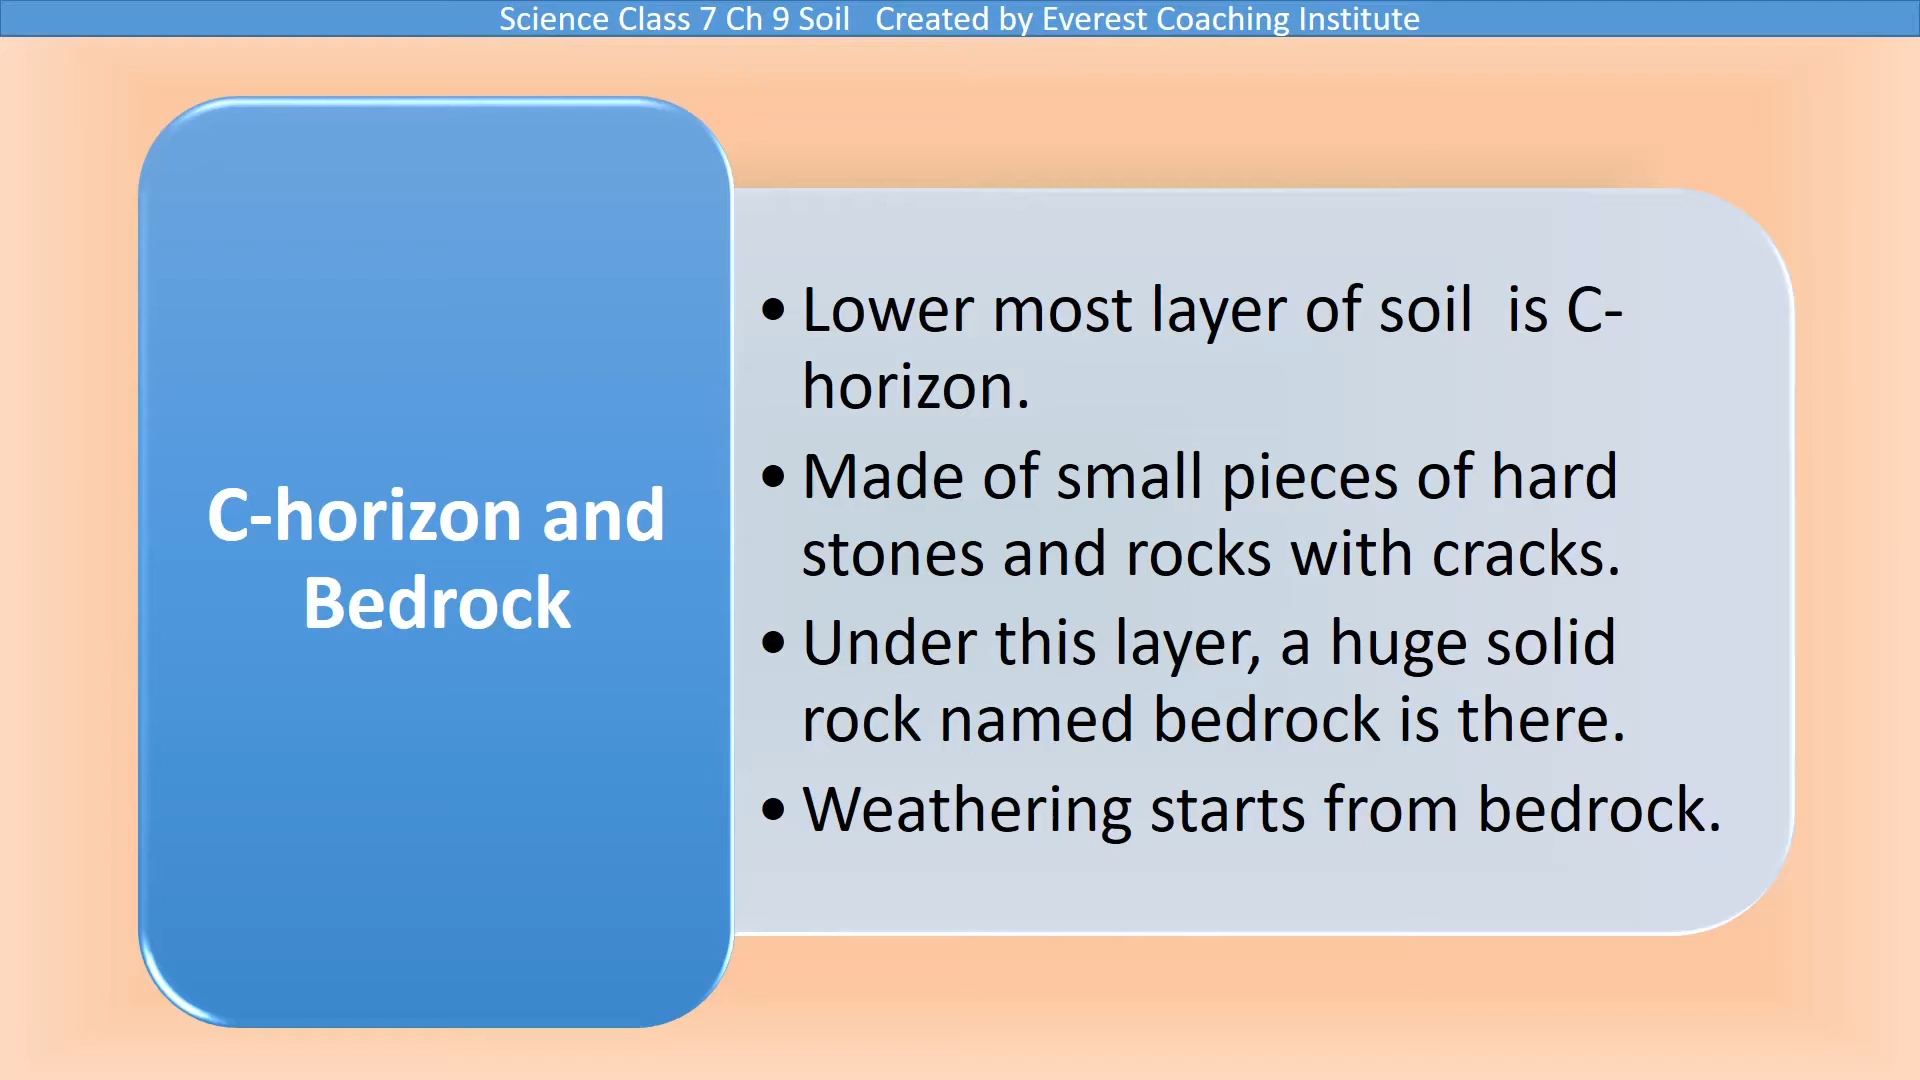 Science Class 7 Ch 9 Soil   Created by Everest Coaching Institute
C-horizon and
Bedrock
• Lower most layer of soil  is C-
horizon.
• Made of small pieces of hard
stones and rocks with cracks.
• Under this layer, a huge solid
rock named bedrock is there.
• Weathering starts from bedrock.